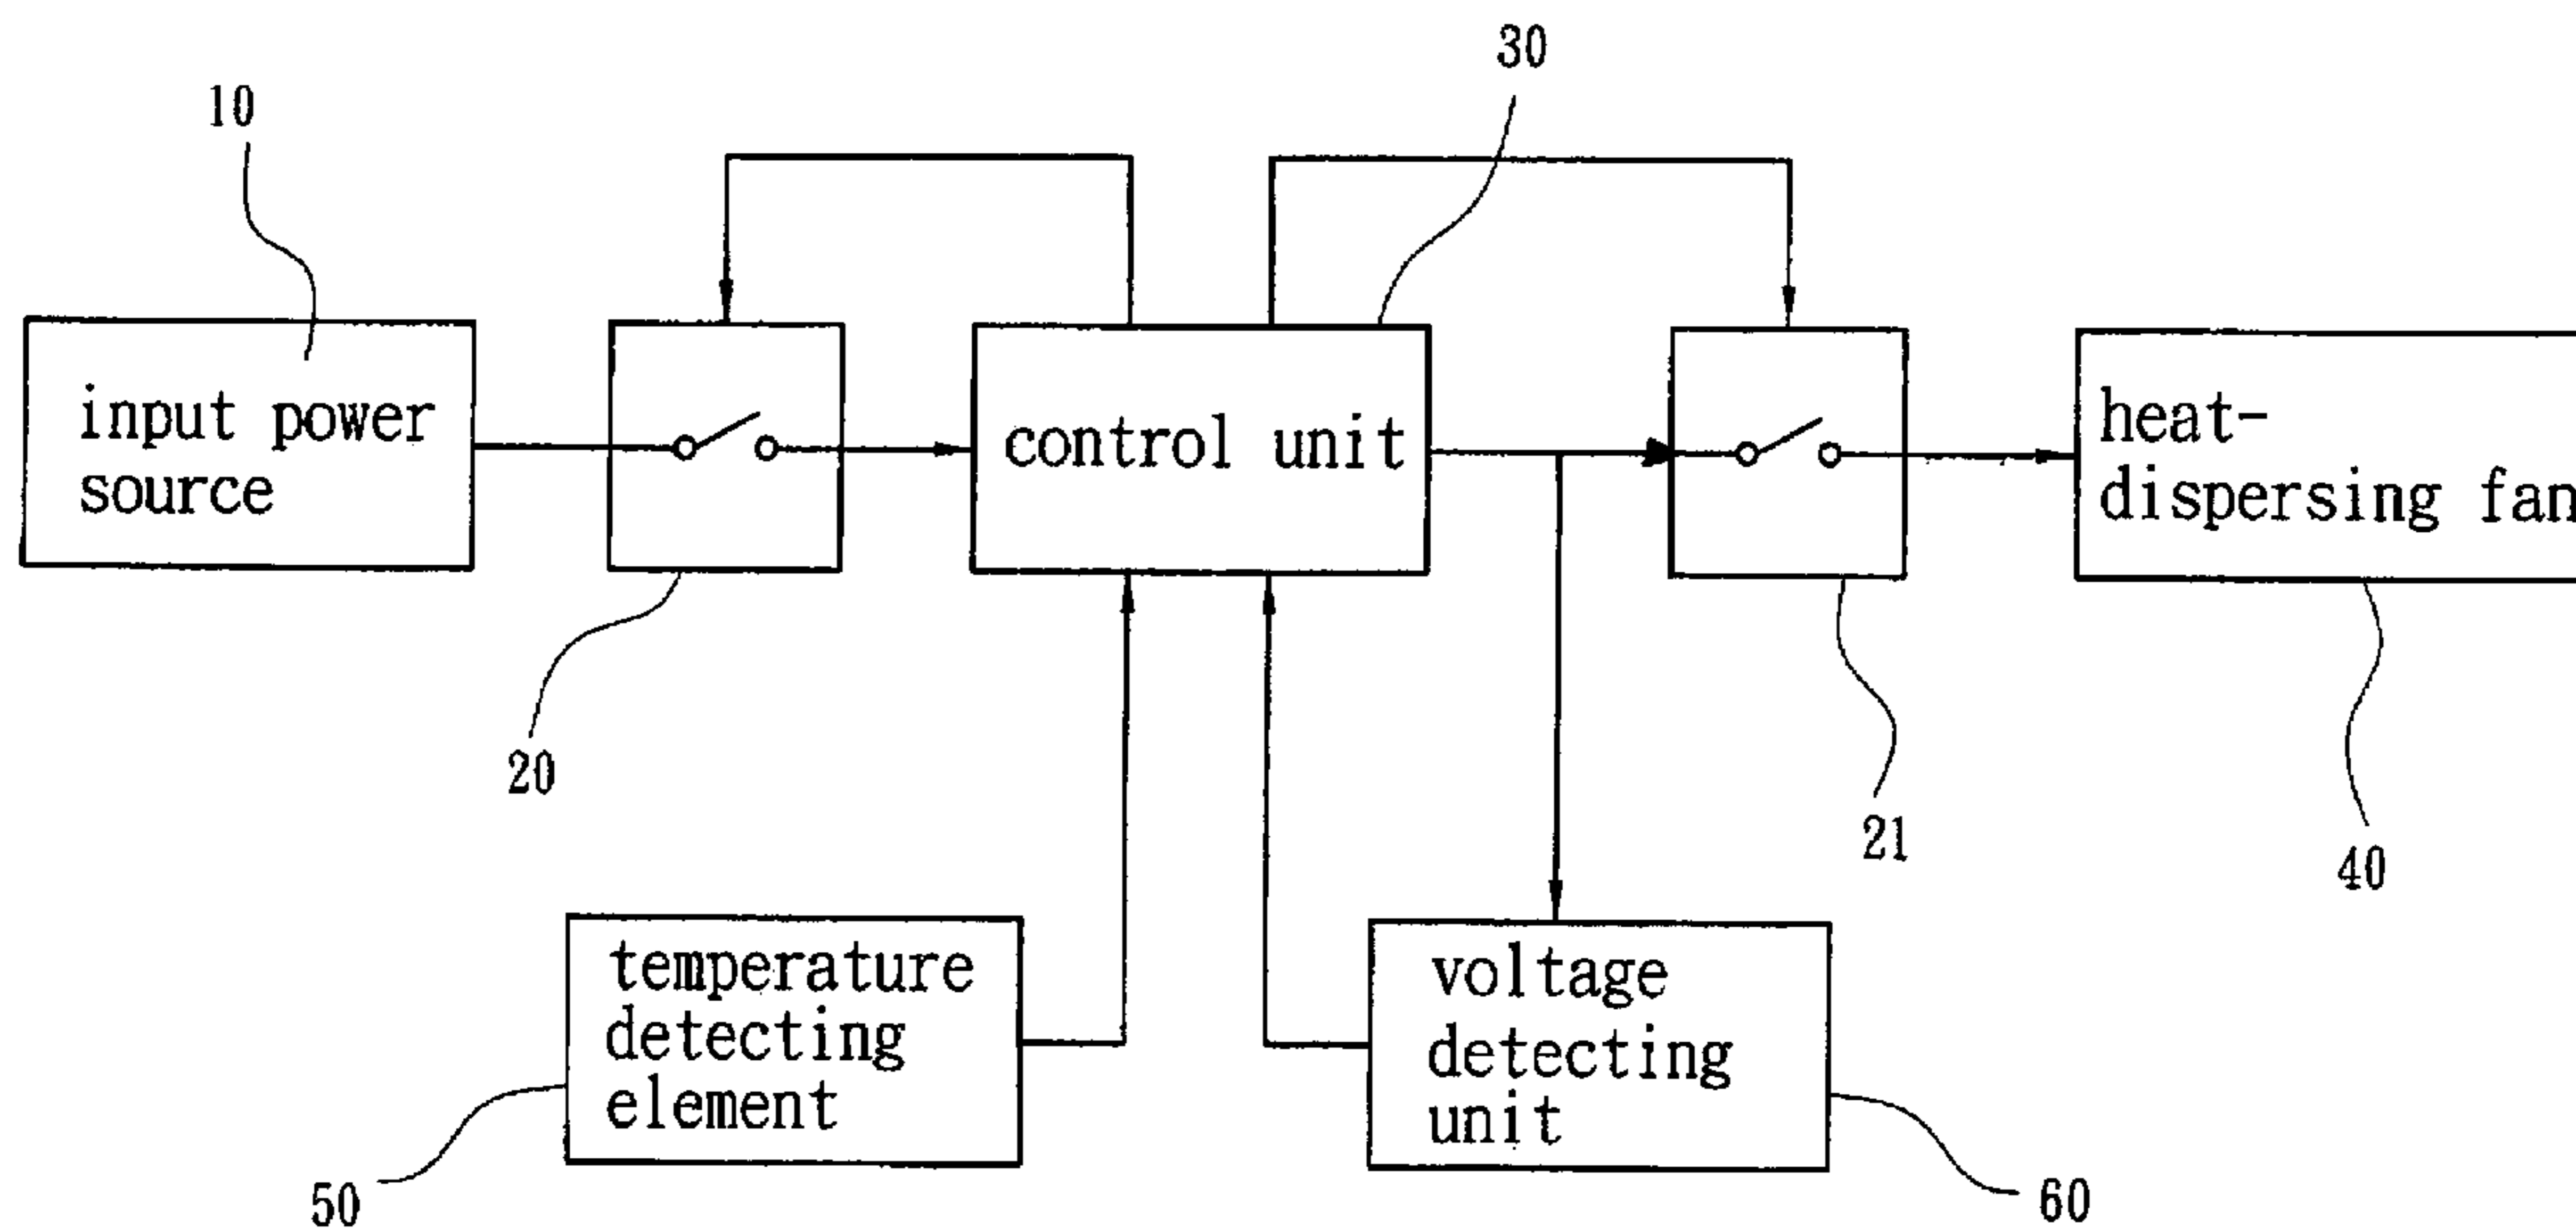 30
10
input power
source
control unit
heat-
dispersing fan
20
21
40
temperature
detecting
element
voltage
detecting
unit
50
60